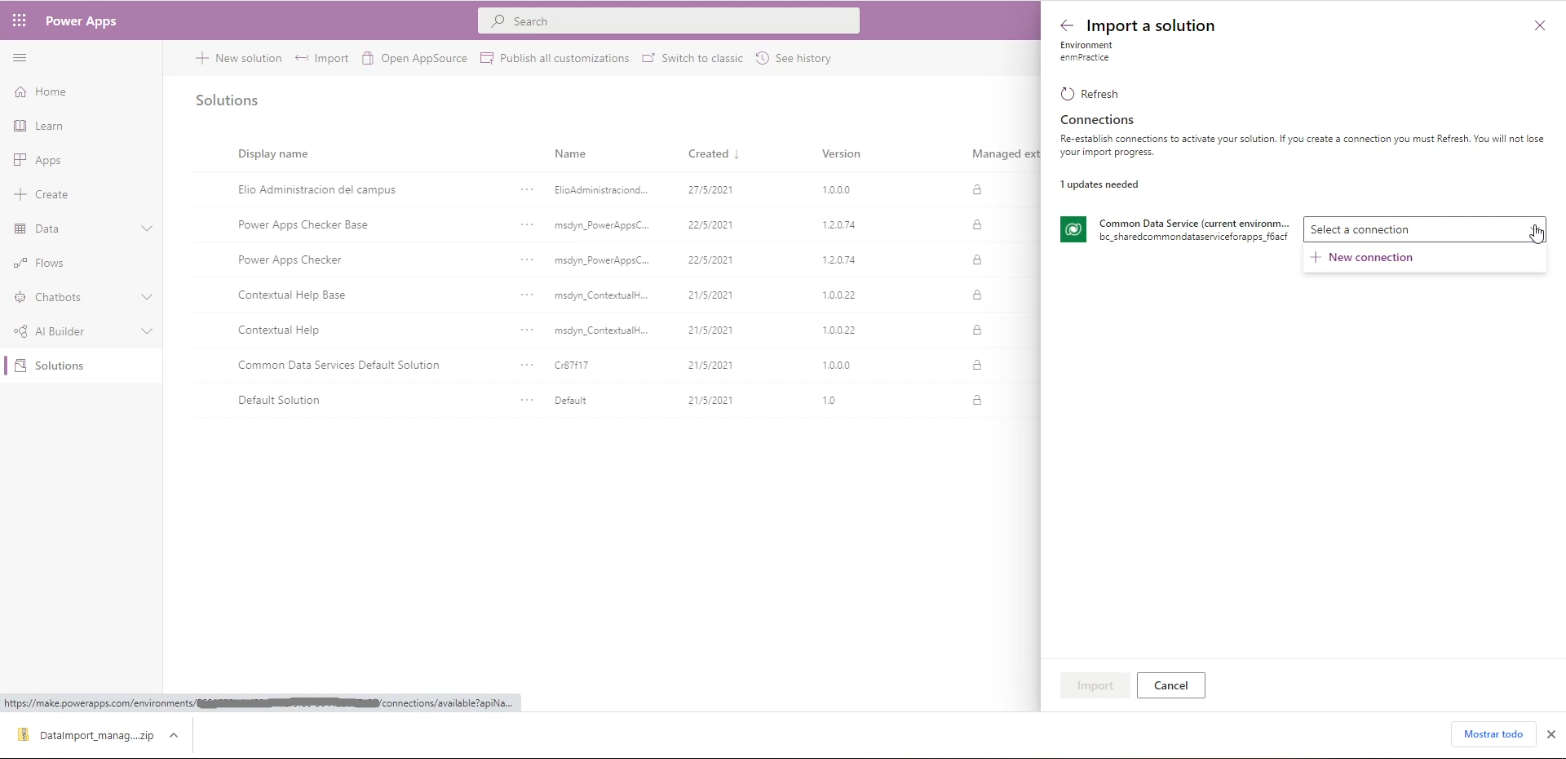 Power Apps
Search
Import a solution
Environment
enmPractice
New solution
Import
Open AppSource
Publish all customizations
Switch to classic
See history
Home
Learn
Apps
Create
Data
Flows
Chatbots
AI Builder
Solutions
Solutions
Display name Name Created ↓ Version Managed ext
Elio Administracion del campus ··· ElioAdministraciond... 27/5/2021 1.0.0.0
Power Apps Checker Base ··· msdyn_PowerAppsC... 22/5/2021 1.2.0.74
Power Apps Checker ··· msdyn_PowerAppsC... 22/5/2021 1.2.0.74
Contextual Help Base ··· msdyn_ContextualH... 21/5/2021 1.0.0.22
Contextual Help ··· msdyn_ContextualH... 21/5/2021 1.0.0.22
Common Data Services Default Solution ··· Cr87f17 21/5/2021 1.0.0.0
Default Solution ··· Default 21/5/2021 1.0
Refresh
Connections
Re-establish connections to activate your solution. If you create a connection you must Refresh. You will not lose
your import progress.
1 updates needed
Common Data Service (current environm...
bc_sharedcommondataserviceforapps_f6acf
Select a connection
New connection
Import
Cancel
https://make.powerapps.com/environments/ /connections/available?apiNa...
DataImport_manag....zip
Mostrar todo